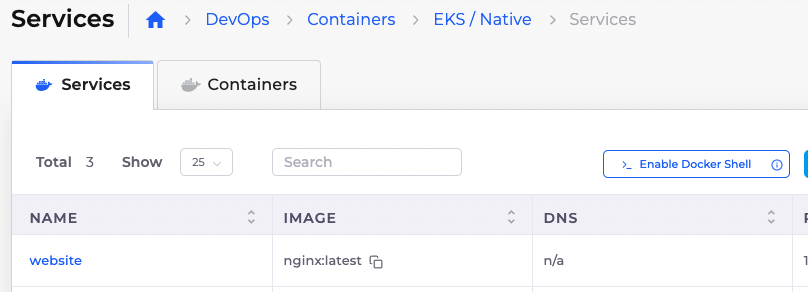 Services
DevOps > Containers > EKS / Native > Services
Services
Containers
Total 3 Show 25 Search >_ Enable Docker Shell
NAME IMAGE DNS
website nginx:latest n/a